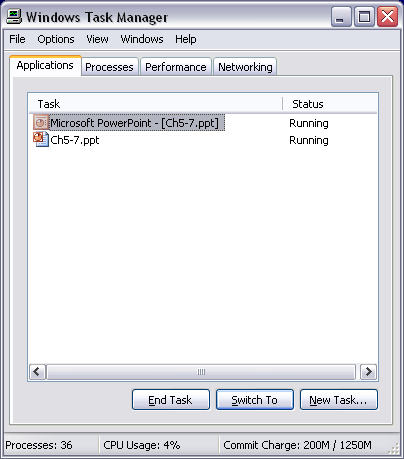 Windows Task Manager
File Options View Windows Help
Applications Processes Performance Networking
Task Status
Microsoft PowerPoint - [Ch5-7.ppt] Running
Ch5-7.ppt Running
End Task Switch To New Task...
Processes: 36 CPU Usage: 4% Commit Charge: 200M / 1250M